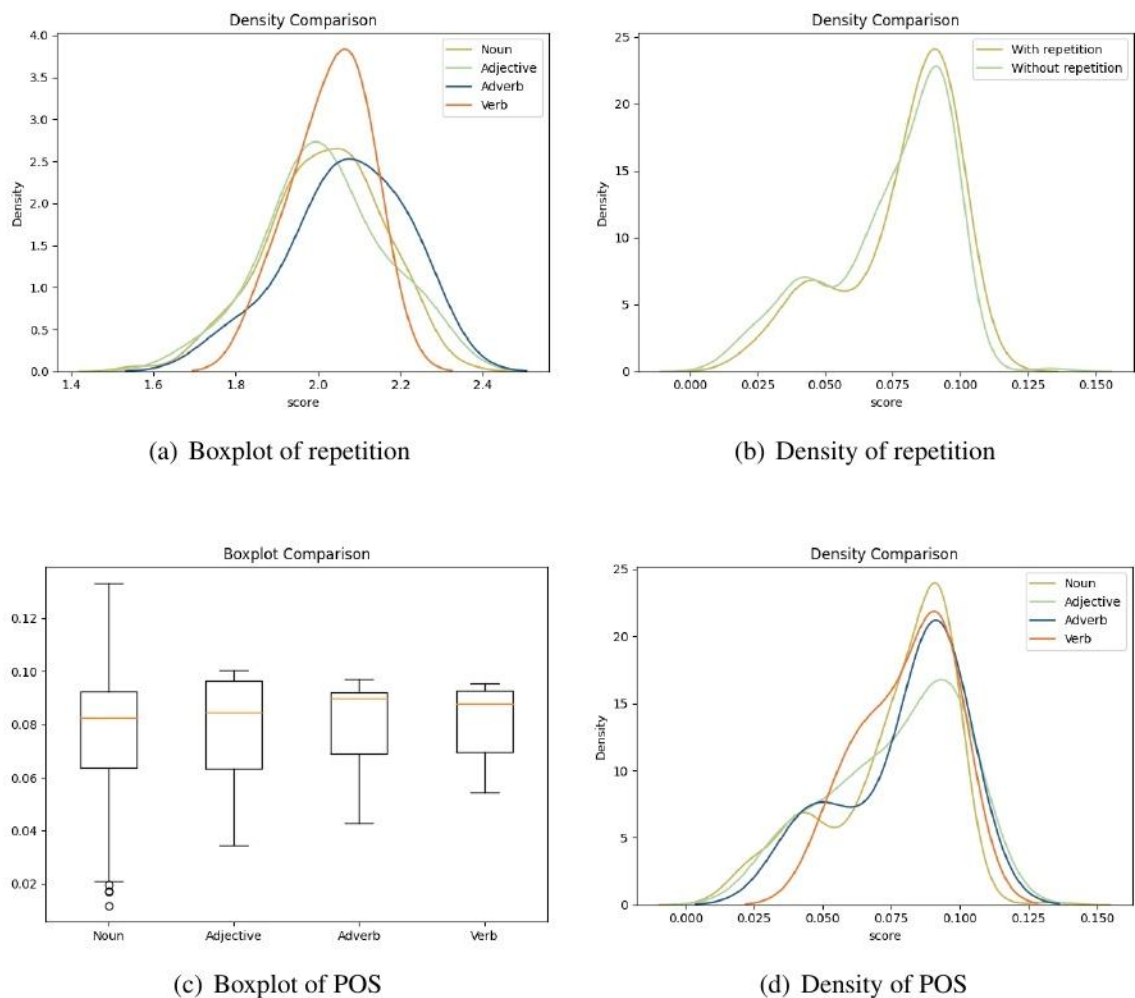 Density Comparison
4.0
3.5
3.0
2.5
2.0
1.5
1.0
0.5
0.0
Density
Noun
Adjective
Adverb
Verb
1.4 1.6 1.8 2.0 2.2 2.4
score
(a) Boxplot of repetition
Density Comparison
25
20
15
10
5
0
Density
With repetition
Without repetition
0.000 0.025 0.050 0.075 0.100 0.125 0.150
score
(b) Density of repetition
Boxplot Comparison
0.12
0.10
0.08
0.06
0.04
0.02
Noun Adjective Adverb Verb
(c) Boxplot of POS
Density Comparison
25
20
15
10
5
0
Density
Noun
Adjective
Adverb
Verb
0.000 0.025 0.050 0.075 0.100 0.125 0.150
score
(d) Density of POS